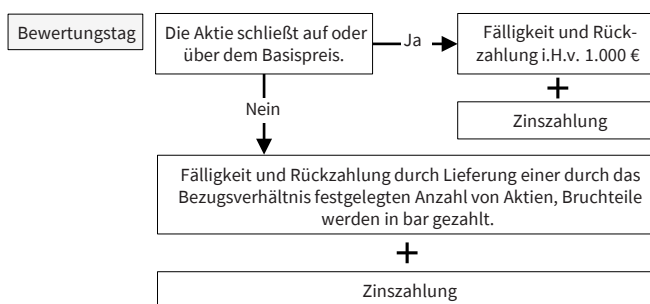 Bewertungstag
Die Aktie schließt auf oder
über dem Basispreis.
Ja
Fälligkeit und Rück-
zahlung i.H.v. 1.000 €
+
Zinszahlung
Nein
Fälligkeit und Rückzahlung durch Lieferung einer durch das
Bezugsverhältnis festgelegten Anzahl von Aktien, Bruchteile
werden in bar gezahlt.
+
Zinszahlung